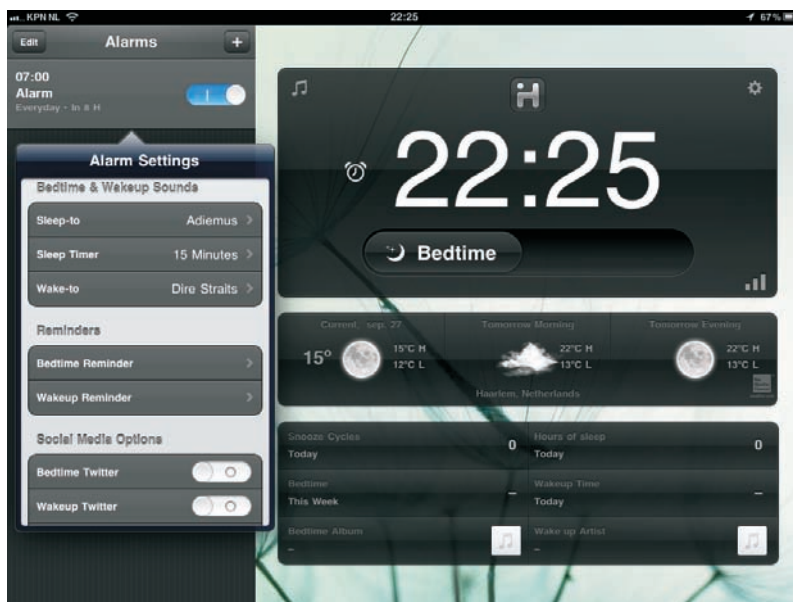 KPN NL
22:25
67%
Edit
Alarms
+
07:00
Alarm
Everyday - In 8 H
Alarm Settings
Bedtime & Wakeup Sounds
Sleep-to
Adiemus
Sleep Timer
15 Minutes
Wake-to
Dire Straits
Reminders
Bedtime Reminder
Wakeup Reminder
Social Media Options
Bedtime Twitter
Wakeup Twitter
22:25
Bedtime
Current, sep. 27
Tomorrow Morning
Tomorrow Evening
15°
15°C H
12°C L
22°C H
13°C L
22°C H
13°C L
Haarlem, Netherlands
Snooze Cycles
Today
0
Hours of sleep
Today
0
Bedtime
This Week
–
Wakeup Time
Today
–
Bedtime Album
–
Wake up Artist
–